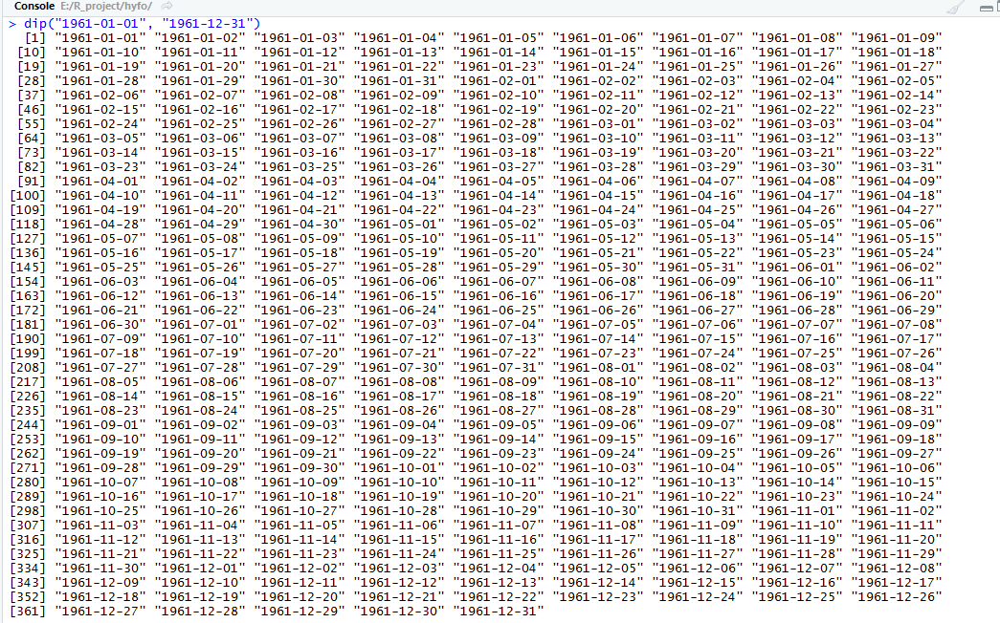 Console E:/R_project/hyfo/
> dip("1961-01-01", "1961-12-31")
[1] "1961-01-01" "1961-01-02" "1961-01-03" "1961-01-04" "1961-01-05" "1961-01-06" "1961-01-07" "1961-01-08" "1961-01-09"
[10] "1961-01-10" "1961-01-11" "1961-01-12" "1961-01-13" "1961-01-14" "1961-01-15" "1961-01-16" "1961-01-17" "1961-01-18"
[19] "1961-01-19" "1961-01-20" "1961-01-21" "1961-01-22" "1961-01-23" "1961-01-24" "1961-01-25" "1961-01-26" "1961-01-27"
[28] "1961-01-28" "1961-01-29" "1961-01-30" "1961-01-31" "1961-02-01" "1961-02-02" "1961-02-03" "1961-02-04" "1961-02-05"
[37] "1961-02-06" "1961-02-07" "1961-02-08" "1961-02-09" "1961-02-10" "1961-02-11" "1961-02-12" "1961-02-13" "1961-02-14"
[46] "1961-02-15" "1961-02-16" "1961-02-17" "1961-02-18" "1961-02-19" "1961-02-20" "1961-02-21" "1961-02-22" "1961-02-23"
[55] "1961-02-24" "1961-02-25" "1961-02-26" "1961-02-27" "1961-02-28" "1961-03-01" "1961-03-02" "1961-03-03" "1961-03-04"
[64] "1961-03-05" "1961-03-06" "1961-03-07" "1961-03-08" "1961-03-09" "1961-03-10" "1961-03-11" "1961-03-12" "1961-03-13"
[73] "1961-03-14" "1961-03-15" "1961-03-16" "1961-03-17" "1961-03-18" "1961-03-19" "1961-03-20" "1961-03-21" "1961-03-22"
[82] "1961-03-23" "1961-03-24" "1961-03-25" "1961-03-26" "1961-03-27" "1961-03-28" "1961-03-29" "1961-03-30" "1961-03-31"
[91] "1961-04-01" "1961-04-02" "1961-04-03" "1961-04-04" "1961-04-05" "1961-04-06" "1961-04-07" "1961-04-08" "1961-04-09"
[100] "1961-04-10" "1961-04-11" "1961-04-12" "1961-04-13" "1961-04-14" "1961-04-15" "1961-04-16" "1961-04-17" "1961-04-18"
[109] "1961-04-19" "1961-04-20" "1961-04-21" "1961-04-22" "1961-04-23" "1961-04-24" "1961-04-25" "1961-04-26" "1961-04-27"
[118] "1961-04-28" "1961-04-29" "1961-04-30" "1961-05-01" "1961-05-02" "1961-05-03" "1961-05-04" "1961-05-05" "1961-05-06"
[127] "1961-05-07" "1961-05-08" "1961-05-09" "1961-05-10" "1961-05-11" "1961-05-12" "1961-05-13" "1961-05-14" "1961-05-15"
[136] "1961-05-16" "1961-05-17" "1961-05-18" "1961-05-19" "1961-05-20" "1961-05-21" "1961-05-22" "1961-05-23" "1961-05-24"
[145] "1961-05-25" "1961-05-26" "1961-05-27" "1961-05-28" "1961-05-29" "1961-05-30" "1961-05-31" "1961-06-01" "1961-06-02"
[154] "1961-06-03" "1961-06-04" "1961-06-05" "1961-06-06" "1961-06-07" "1961-06-08" "1961-06-09" "1961-06-10" "1961-06-11"
[163] "1961-06-12" "1961-06-13" "1961-06-14" "1961-06-15" "1961-06-16" "1961-06-17" "1961-06-18" "1961-06-19" "1961-06-20"
[172] "1961-06-21" "1961-06-22" "1961-06-23" "1961-06-24" "1961-06-25" "1961-06-26" "1961-06-27" "1961-06-28" "1961-06-29"
[181] "1961-06-30" "1961-07-01" "1961-07-02" "1961-07-03" "1961-07-04" "1961-07-05" "1961-07-06" "1961-07-07" "1961-07-08"
[190] "1961-07-09" "1961-07-10" "1961-07-11" "1961-07-12" "1961-07-13" "1961-07-14" "1961-07-15" "1961-07-16" "1961-07-17"
[199] "1961-07-18" "1961-07-19" "1961-07-20" "1961-07-21" "1961-07-22" "1961-07-23" "1961-07-24" "1961-07-25" "1961-07-26"
[208] "1961-07-27" "1961-07-28" "1961-07-29" "1961-07-30" "1961-07-31" "1961-08-01" "1961-08-02" "1961-08-03" "1961-08-04"
[217] "1961-08-05" "1961-08-06" "1961-08-07" "1961-08-08" "1961-08-09" "1961-08-10" "1961-08-11" "1961-08-12" "1961-08-13"
[226] "1961-08-14" "1961-08-15" "1961-08-16" "1961-08-17" "1961-08-18" "1961-08-19" "1961-08-20" "1961-08-21" "1961-08-22"
[235] "1961-08-23" "1961-08-24" "1961-08-25" "1961-08-26" "1961-08-27" "1961-08-28" "1961-08-29" "1961-08-30" "1961-08-31"
[244] "1961-09-01" "1961-09-02" "1961-09-03" "1961-09-04" "1961-09-05" "1961-09-06" "1961-09-07" "1961-09-08" "1961-09-09"
[253] "1961-09-10" "1961-09-11" "1961-09-12" "1961-09-13" "1961-09-14" "1961-09-15" "1961-09-16" "1961-09-17" "1961-09-18"
[262] "1961-09-19" "1961-09-20" "1961-09-21" "1961-09-22" "1961-09-23" "1961-09-24" "1961-09-25" "1961-09-26" "1961-09-27"
[271] "1961-09-28" "1961-09-29" "1961-09-30" "1961-10-01" "1961-10-02" "1961-10-03" "1961-10-04" "1961-10-05" "1961-10-06"
[280] "1961-10-07" "1961-10-08" "1961-10-09" "1961-10-10" "1961-10-11" "1961-10-12" "1961-10-13" "1961-10-14" "1961-10-15"
[289] "1961-10-16" "1961-10-17" "1961-10-18" "1961-10-19" "1961-10-20" "1961-10-21" "1961-10-22" "1961-10-23" "1961-10-24"
[298] "1961-10-25" "1961-10-26" "1961-10-27" "1961-10-28" "1961-10-29" "1961-10-30" "1961-10-31" "1961-11-01" "1961-11-02"
[307] "1961-11-03" "1961-11-04" "1961-11-05" "1961-11-06" "1961-11-07" "1961-11-08" "1961-11-09" "1961-11-10" "1961-11-11"
[316] "1961-11-12" "1961-11-13" "1961-11-14" "1961-11-15" "1961-11-16" "1961-11-17" "1961-11-18" "1961-11-19" "1961-11-20"
[325] "1961-11-21" "1961-11-22" "1961-11-23" "1961-11-24" "1961-11-25" "1961-11-26" "1961-11-27" "1961-11-28" "1961-11-29"
[334] "1961-11-30" "1961-12-01" "1961-12-02" "1961-12-03" "1961-12-04" "1961-12-05" "1961-12-06" "1961-12-07" "1961-12-08"
[343] "1961-12-09" "1961-12-10" "1961-12-11" "1961-12-12" "1961-12-13" "1961-12-14" "1961-12-15" "1961-12-16" "1961-12-17"
[352] "1961-12-18" "1961-12-19" "1961-12-20" "1961-12-21" "1961-12-22" "1961-12-23" "1961-12-24" "1961-12-25" "1961-12-26"
[361] "1961-12-27" "1961-12-28" "1961-12-29" "1961-12-30" "1961-12-31"